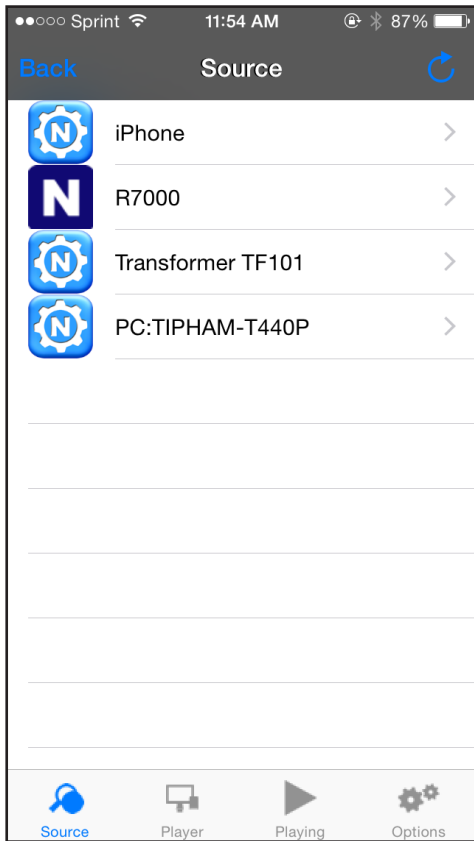 Sprint 11:54 AM 87%
Back Source
N iPhone
N R7000
N Transformer TF101
N PC:TIPHAM-T440P
Source Player Playing Options